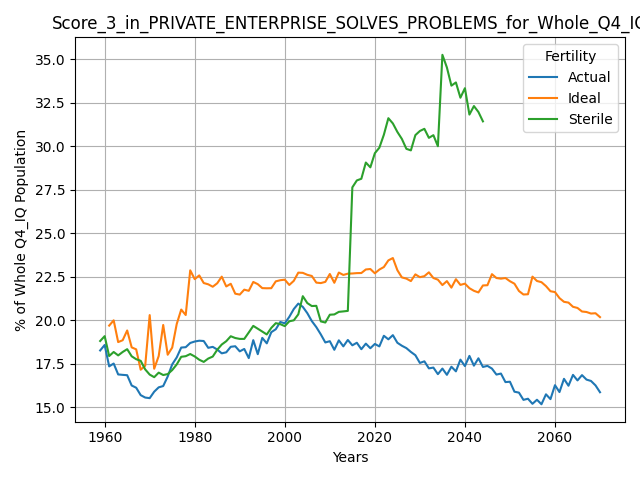 Score_3_in_PRIVATE_ENTERPRISE_SOLVES_PROBLEMS_for_Whole_Q4_IQ
35.0
32.5
30.0
27.5
25.0
22.5
20.0
17.5
15.0
% of Whole Q4_IQ Population
Fertility
Actual
Ideal
Sterile
1960
1980
2000
2020
2040
2060
Years